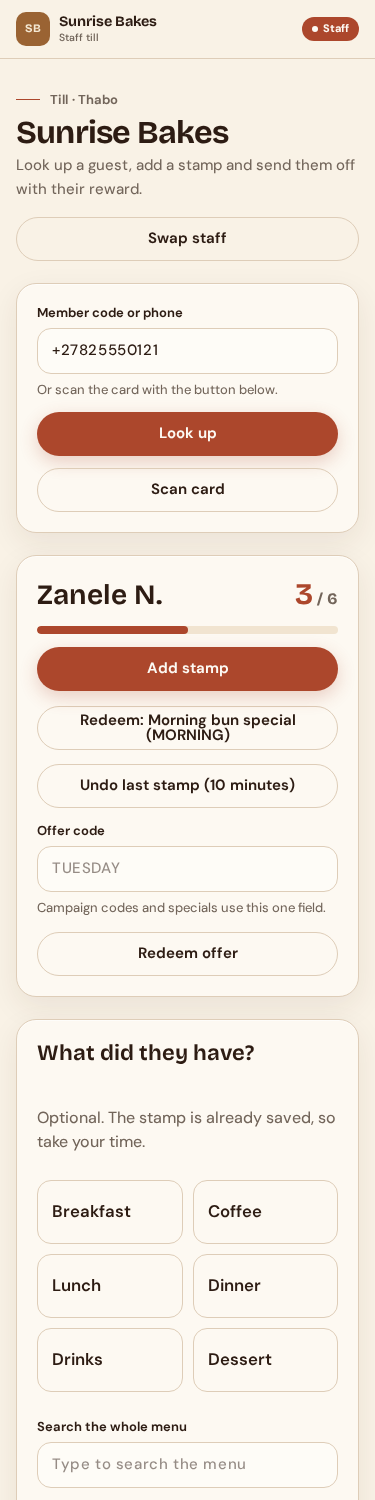 SB
Sunrise Bakes
Staff till
Staff
Till · Thabo
Sunrise Bakes
Look up a guest, add a stamp and send them off
with their reward.
Swap staff
Member code or phone
+27825550121
Or scan the card with the button below.
Look up
Scan card
Zanele N.
3 / 6
Add stamp
Redeem: Morning bun special
(MORNING)
Undo last stamp (10 minutes)
Offer code
TUESDAY
Campaign codes and specials use this one field.
Redeem offer
What did they have?
Optional. The stamp is already saved, so
take your time.
Breakfast
Coffee
Lunch
Dinner
Drinks
Dessert
Search the whole menu
Type to search the menu